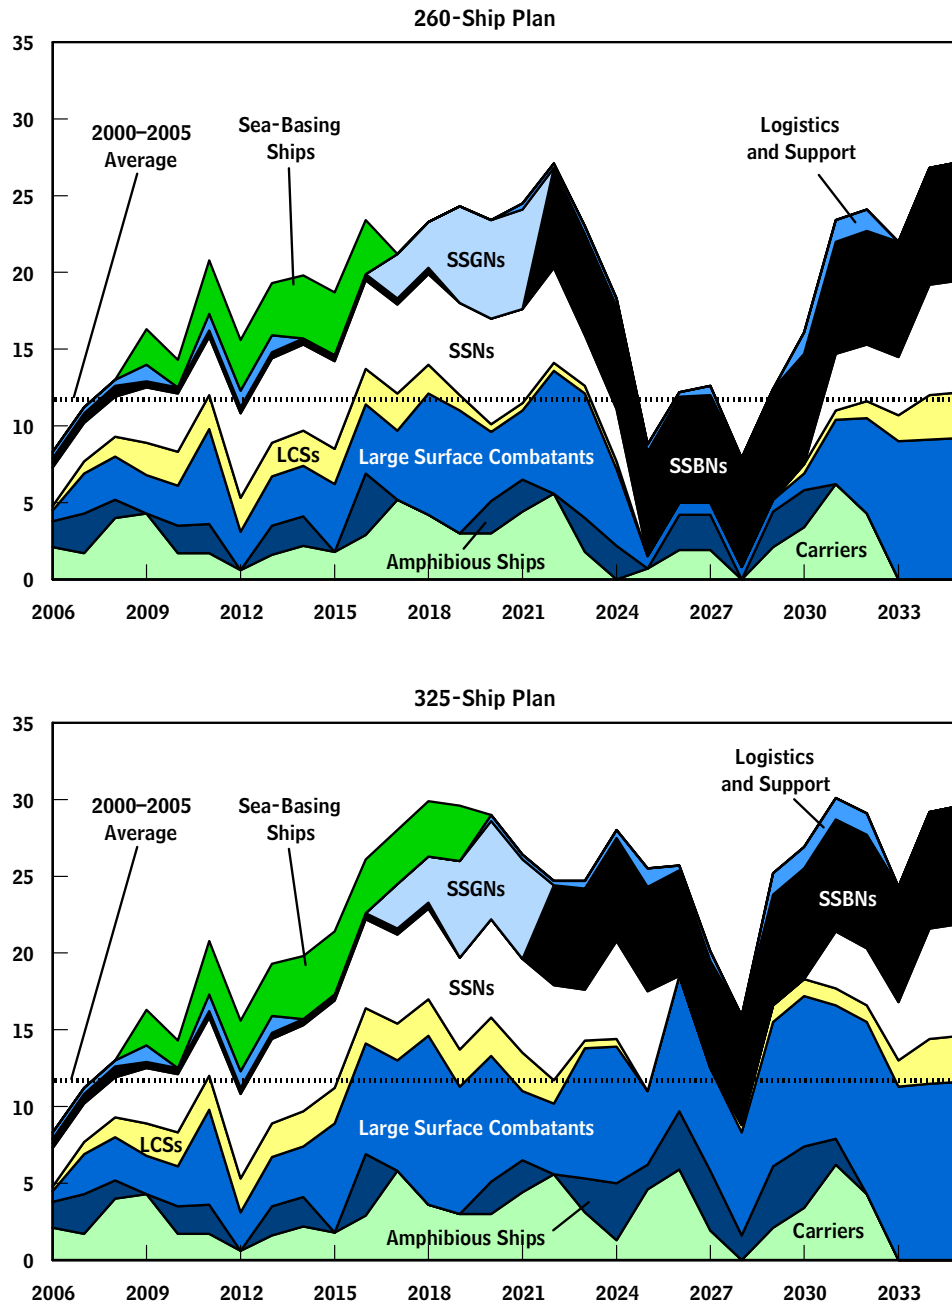 260-Ship Plan
35
30
2000–2005
Average
Sea-Basing
Ships
Logistics
and Support
25
20
SSGNs
15
SSNs
10
LCSs
Large Surface Combatants
SSBNs
5
Amphibious Ships
Carriers
0
2006
2009
2012
2015
2018
2021
2024
2027
2030
2033
325-Ship Plan
35
Logistics
and Support
30
2000–2005
Average
Sea-Basing
Ships
25
SSGNs
SSBNs
20
SSNs
15
10
LCSs
Large Surface Combatants
5
Amphibious Ships
Carriers
0
2006
2009
2012
2015
2018
2021
2024
2027
2030
2033